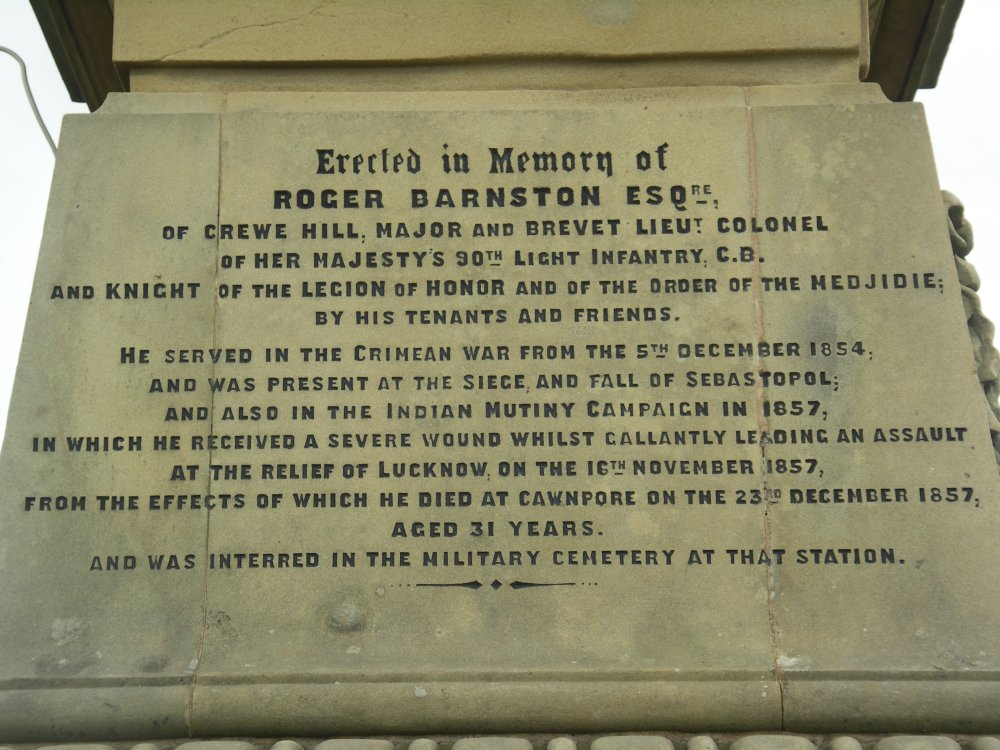 Erected in Memory of
ROGER BARNSTON ESQRE,
OF CREWE HILL, MAJOR AND BREVET LIEUT COLONEL
OF HER MAJESTY'S 90TH LIGHT INFANTRY, C.B.
AND KNIGHT OF THE LEGION OF HONOR AND OF THE ORDER OF THE MEDJIDIE;
BY HIS TENANTS AND FRIENDS.
HE SERVED IN THE CRIMEAN WAR FROM THE 5TH DECEMBER 1854,
AND WAS PRESENT AT THE SIEGE, AND FALL OF SEBASTOPOL;
AND ALSO IN THE INDIAN MUTINY CAMPAIGN IN 1857,
IN WHICH HE RECEIVED A SEVERE WOUND WHILST GALLANTLY LEADING AN ASSAULT
AT THE RELIEF OF LUCKNOW, ON THE 16TH NOVEMBER 1857,
FROM THE EFFECTS OF WHICH HE DIED AT CAWNPORE ON THE 23RD DECEMBER 1857,
AGED 31 YEARS.
AND WAS INTERRED IN THE MILITARY CEMETERY AT THAT STATION.